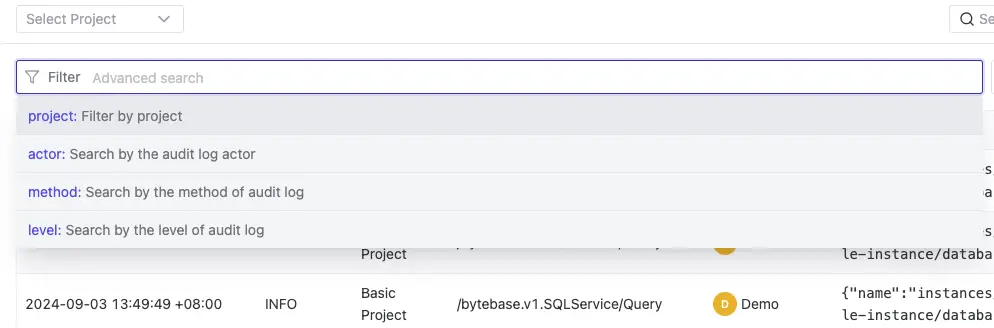 Select Project
Se
Filter Advanced search
project: Filter by project
actor: Search by the audit log actor
method: Search by the method of audit log
level: Search by the level of audit log
Project
le-instance/databa
2024-09-03 13:49:49 +08:00 INFO Basic Project /bytebase.v1.SQLService/Query D Demo {"name":"instances/
le-instance/databa